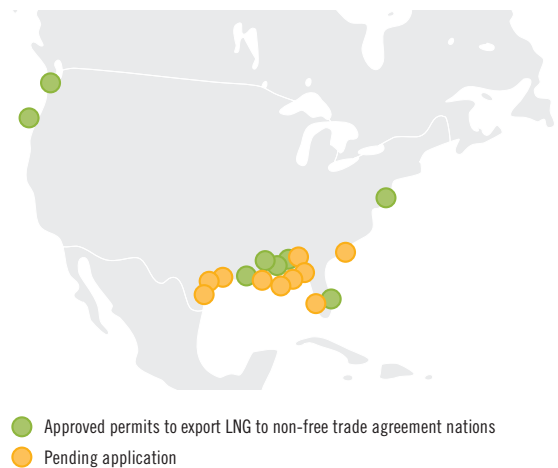 Approved permits to export LNG to non-free trade agreement nations
Pending application